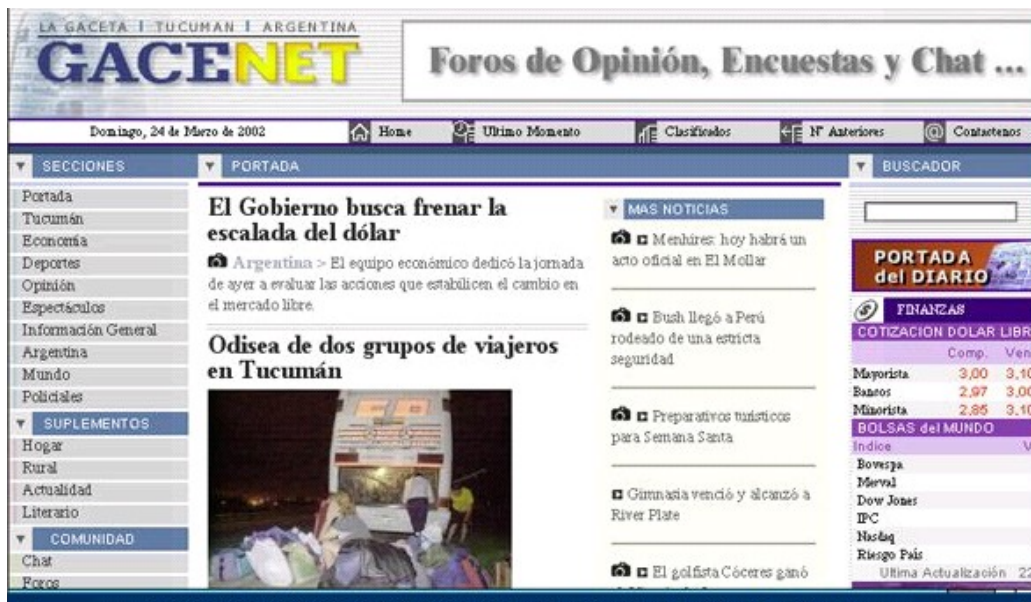 LA GACETA | TUCUMAN | ARGENTINA
GACENET
Foros de Opinión, Encuestas y Chat ...
Domingo, 24 de Marzo de 2002
Home
Ultimo Momento
Clasificados
Nº Anteriores
Contactenos
SECCIONES
Portada
Tucumán
Economía
Deportes
Opinión
Espectáculos
Información General
Argentina
Mundo
Policiales
SUPLEMENTOS
Hogar
Rural
Actualidad
Literario
COMUNIDAD
Chat
Foros
PORTADA
El Gobierno busca frenar la
escalada del dólar
Argentina > El equipo económico dedicó la jornada
de ayer a evaluar las acciones que estabilicen el cambio en
el mercado libre.
Odisea de dos grupos de viajeros
en Tucumán
MAS NOTICIAS
Menhires: hoy habrá un
acto oficial en El Mollar
Bush llegó a Perú
rodeado de una estricta
seguridad
Preparativos turísticos
para Semana Santa
Gimnasia venció y alcanzó a
River Plate
El golfista Cóceres ganó
BUSCADOR
PORTADA
del DIARIO
FINANZAS
COTIZACION DOLAR LIBR
Comp. Ven
Mayorista 3,00 3,10
Bancos 2,97 3,00
Minorista 2,85 3,1
BOLSAS del MUNDO
Indice V
Bovespa
Merval
Dow Jones
IPC
Nasdaq
Riesgo País
Ultima Actualización 22